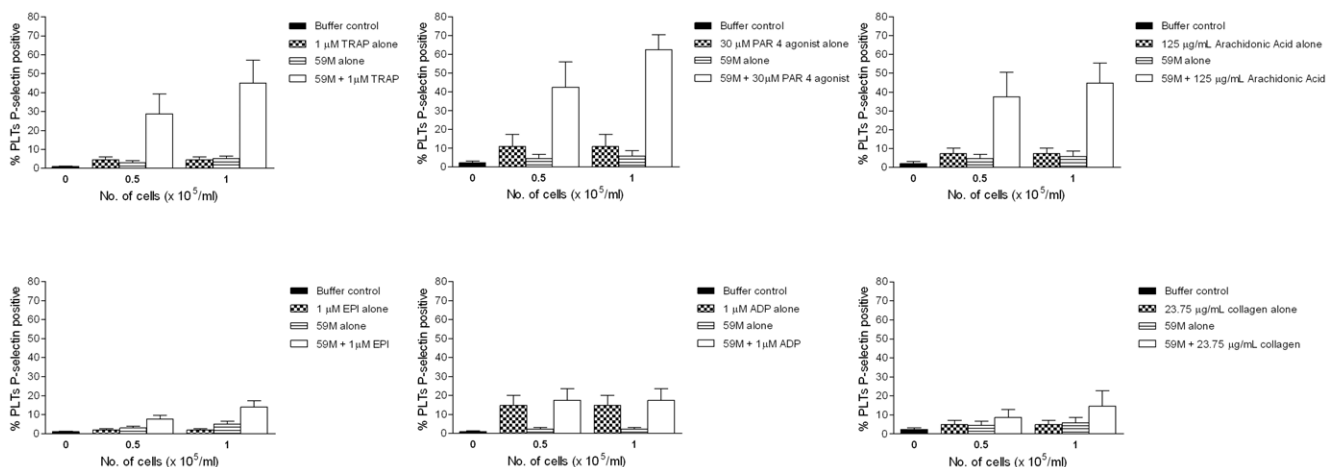 % PLTs P-selectin positive
80
70
60
50
40
30
20
10
0
0
0.5
1
No. of cells (x 10⁵/ml)
Buffer control
1 μM TRAP alone
59M alone
59M + 1μM TRAP
% PLTs P-selectin positive
80
70
60
50
40
30
20
10
0
0
0.5
1
No. of cells (x 10⁵/ml)
Buffer control
30 μM PAR 4 agonist alone
59M alone
59M + 30μM PAR 4 agonist
% PLTs P-selectin positive
80
70
60
50
40
30
20
10
0
0
0.5
1
No. of cells (x 10⁵/ml)
Buffer control
125 μg/mL Arachidonic Acid alone
59M alone
59M + 125 μg/mL Arachidonic Acid
% PLTs P-selectin positive
80
70
60
50
40
30
20
10
0
0
0.5
1
No. of cells (x 10⁵/ml)
Buffer control
1 μM EPI alone
59M alone
59M + 1μM EPI
% PLTs P-selectin positive
80
70
60
50
40
30
20
10
0
0
0.5
1
No. of cells (x 10⁵/ml)
Buffer control
1 μM ADP alone
59M alone
59M + 1μM ADP
% PLTs P-selectin positive
80
70
60
50
40
30
20
10
0
0
0.5
1
No. of cells (x 10⁵/ml)
Buffer control
23.75 μg/mL collagen alone
59M alone
59M + 23.75 μg/mL collagen